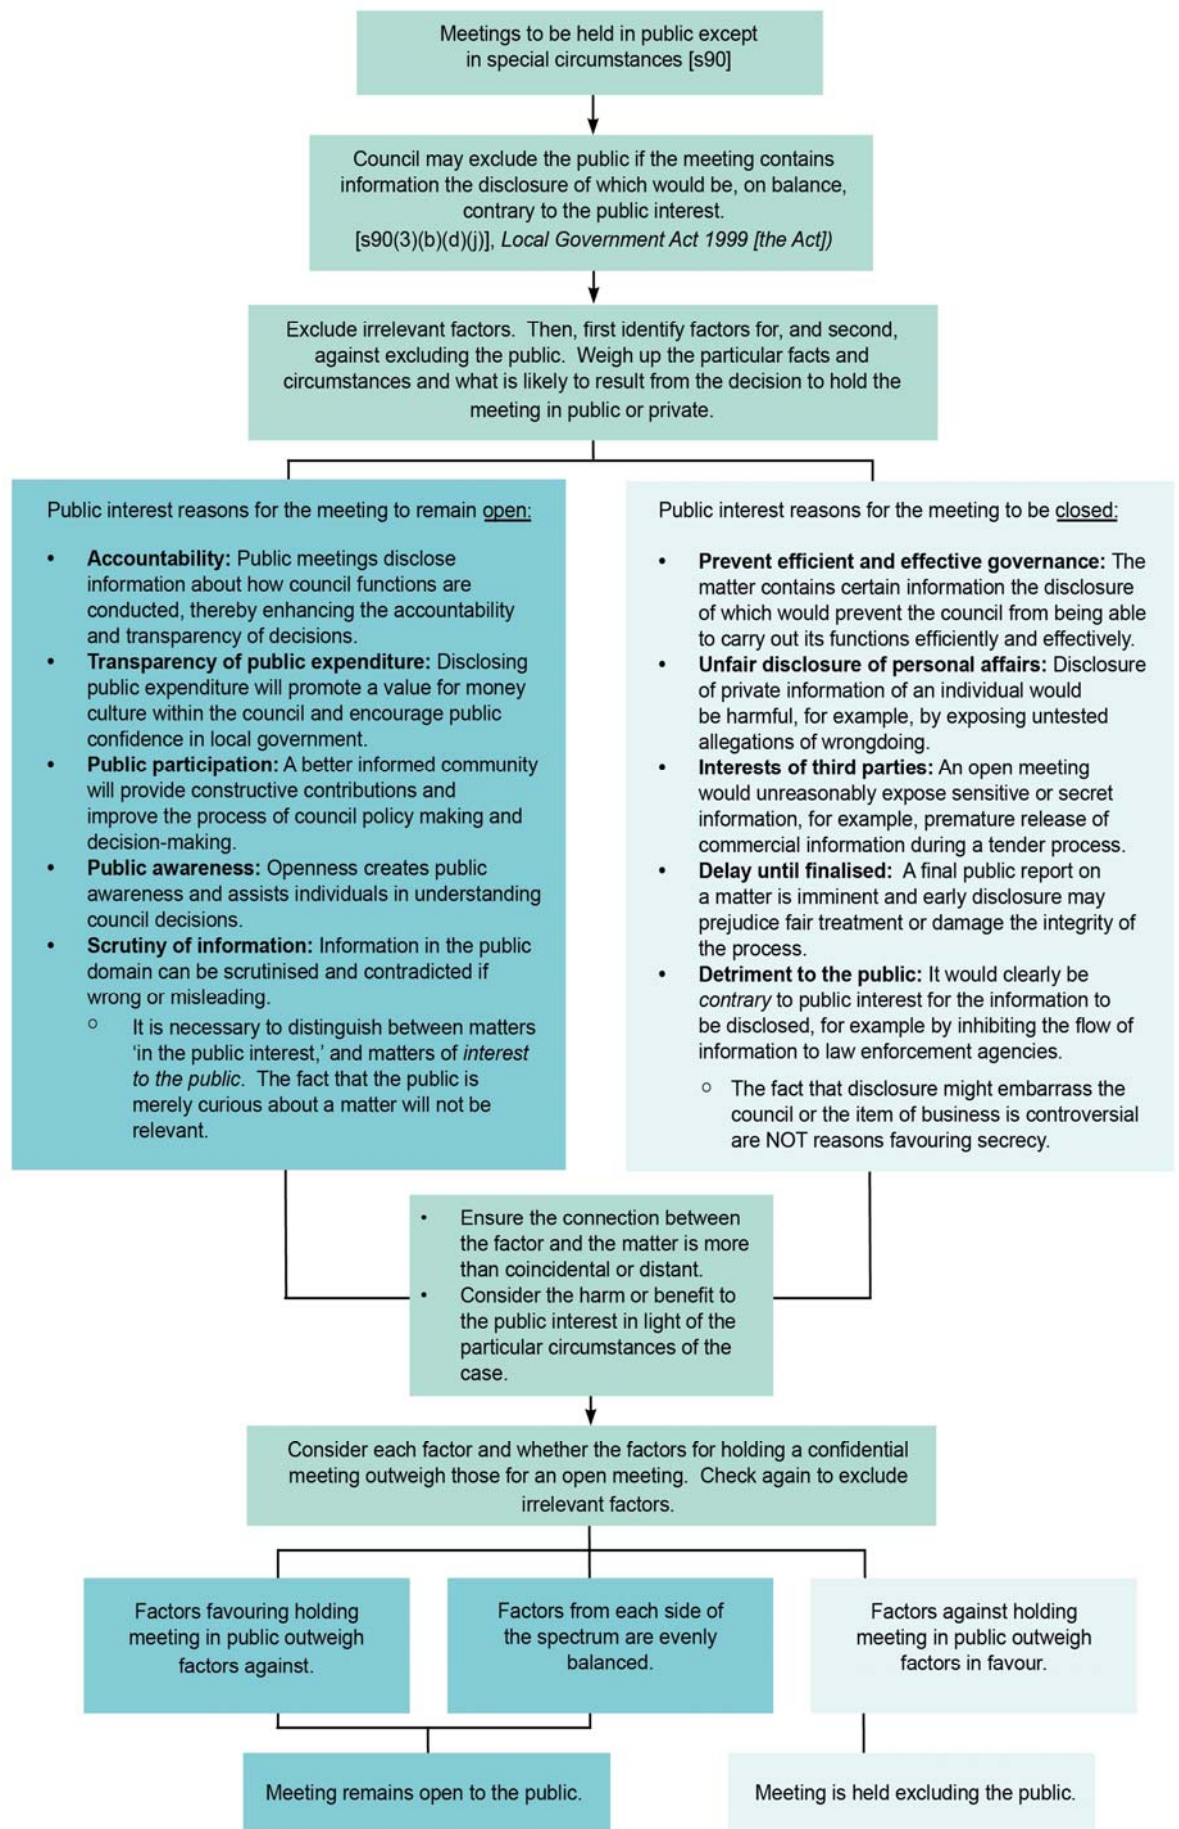 Meetings to be held in public except
in special circumstances [s90]
Council may exclude the public if the meeting contains
information the disclosure of which would be, on balance,
contrary to the public interest.
[s90(3)(b)(d)(j)], Local Government Act 1999 [the Act])
Exclude irrelevant factors.  Then, first identify factors for, and second,
against excluding the public.  Weigh up the particular facts and
circumstances and what is likely to result from the decision to hold the
meeting in public or private.
Public interest reasons for the meeting to remain open:
• Accountability: Public meetings disclose
information about how council functions are
conducted, thereby enhancing the accountability
and transparency of decisions.
• Transparency of public expenditure: Disclosing
public expenditure will promote a value for money
culture within the council and encourage public
confidence in local government.
• Public participation: A better informed community
will provide constructive contributions and
improve the process of council policy making and
decision-making.
• Public awareness: Openness creates public
awareness and assists individuals in understanding
council decisions.
• Scrutiny of information: Information in the public
domain can be scrutinised and contradicted if
wrong or misleading.
○ It is necessary to distinguish between matters
‘in the public interest,’ and matters of interest
to the public.  The fact that the public is
merely curious about a matter will not be
relevant.
Public interest reasons for the meeting to be closed:
• Prevent efficient and effective governance: The
matter contains certain information the disclosure
of which would prevent the council from being able
to carry out its functions efficiently and effectively.
• Unfair disclosure of personal affairs: Disclosure
of private information of an individual would
be harmful, for example, by exposing untested
allegations of wrongdoing.
• Interests of third parties: An open meeting
would unreasonably expose sensitive or secret
information, for example, premature release of
commercial information during a tender process.
• Delay until finalised:  A final public report on
a matter is imminent and early disclosure may
prejudice fair treatment or damage the integrity of
the process.
• Detriment to the public: It would clearly be
contrary to public interest for the information to
be disclosed, for example by inhibiting the flow of
information to law enforcement agencies.
○ The fact that disclosure might embarrass the
council or the item of business is controversial
are NOT reasons favouring secrecy.
• Ensure the connection between
the factor and the matter is more
than coincidental or distant.
• Consider the harm or benefit to
the public interest in light of the
particular circumstances of the
case.
Consider each factor and whether the factors for holding a confidential
meeting outweigh those for an open meeting.  Check again to exclude
irrelevant factors.
Factors favouring holding
meeting in public outweigh
factors against.
Factors from each side of
the spectrum are evenly
balanced.
Factors against holding
meeting in public outweigh
factors in favour.
Meeting remains open to the public.
Meeting is held excluding the public.